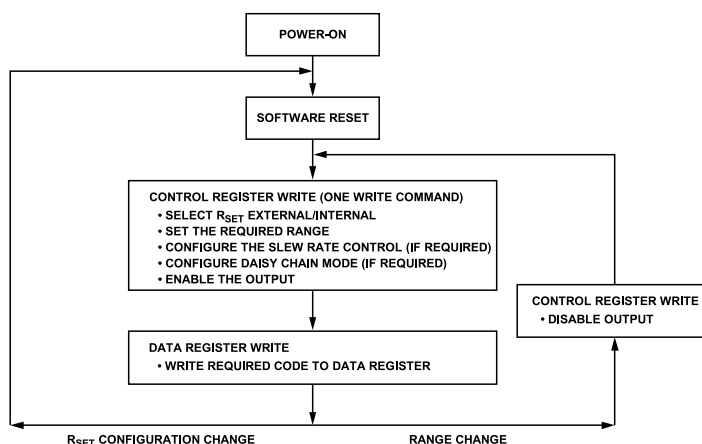 POWER-ON
SOFTWARE RESET
CONTROL REGISTER WRITE (ONE WRITE COMMAND)
• SELECT RSET EXTERNAL/INTERNAL
• SET THE REQUIRED RANGE
• CONFIGURE THE SLEW RATE CONTROL (IF REQUIRED)
• CONFIGURE DAISY CHAIN MODE (IF REQUIRED)
• ENABLE THE OUTPUT
CONTROL REGISTER WRITE
• DISABLE OUTPUT
DATA REGISTER WRITE
• WRITE REQUIRED CODE TO DATA REGISTER
RSET CONFIGURATION CHANGE
RANGE CHANGE